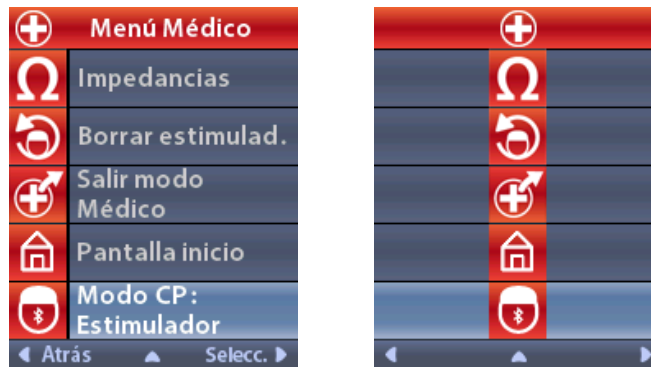 Menú Médico
Impedancias
Borrar estimulad.
Salir modo
Médico
Pantalla inicio
Modo CP:
Estimulador
Atrás Selecc.